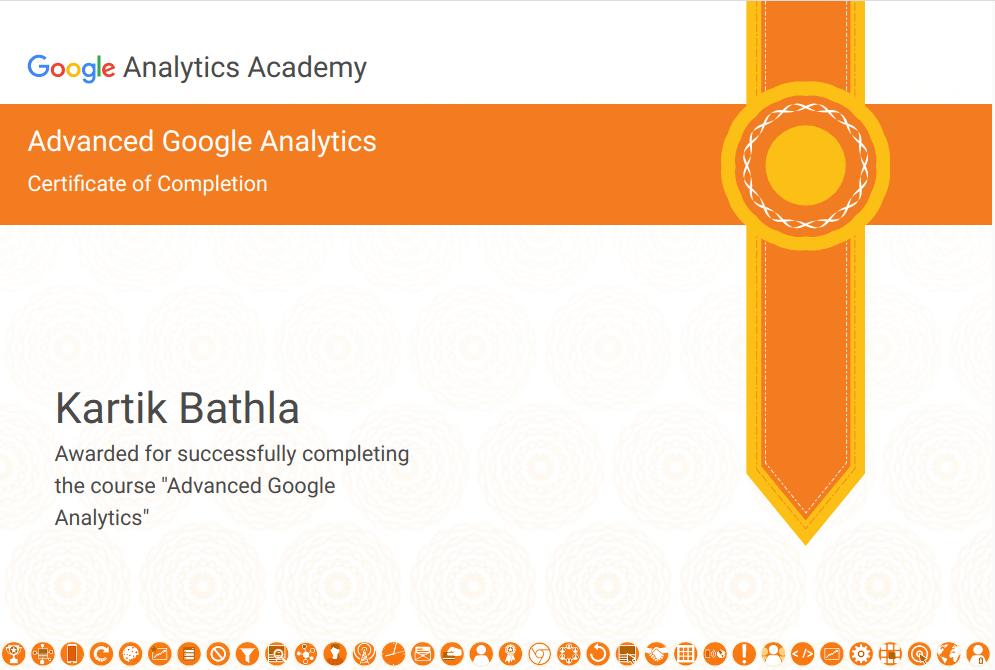 Google Analytics Academy
Advanced Google Analytics
Certificate of Completion
Kartik Bathla
Awarded for successfully completing
the course "Advanced Google
Analytics"